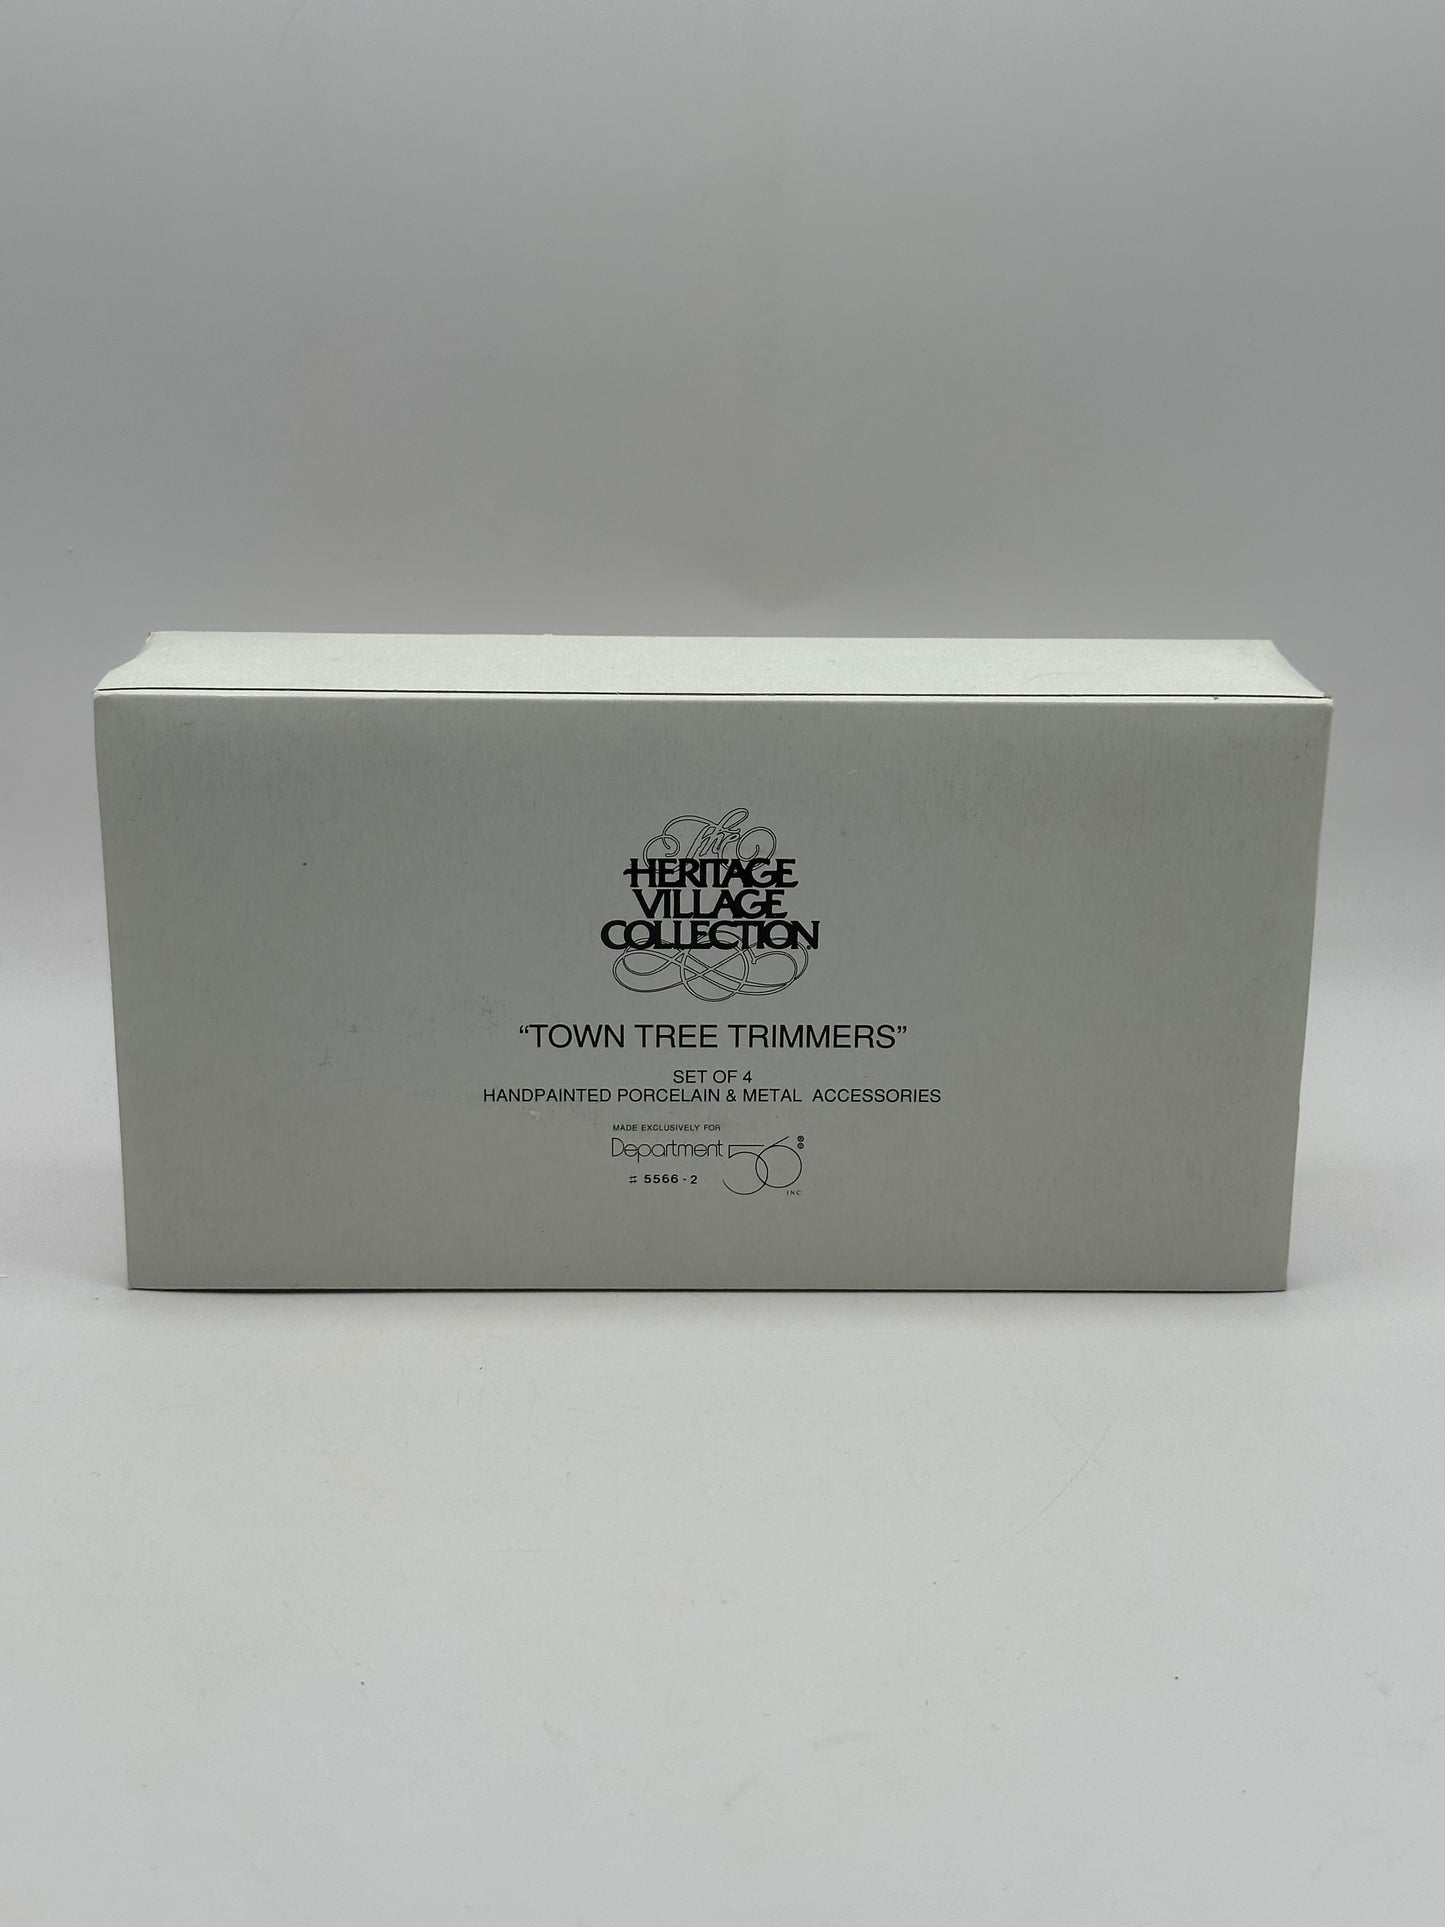 The
HERITAGE
VILLAGE
COLLECTION
“TOWN TREE TRIMMERS”
SET OF 4
HANDPAINTED PORCELAIN & METAL ACCESSORIES
MADE EXCLUSIVELY FOR
Department 56
# 5566-2
INC.